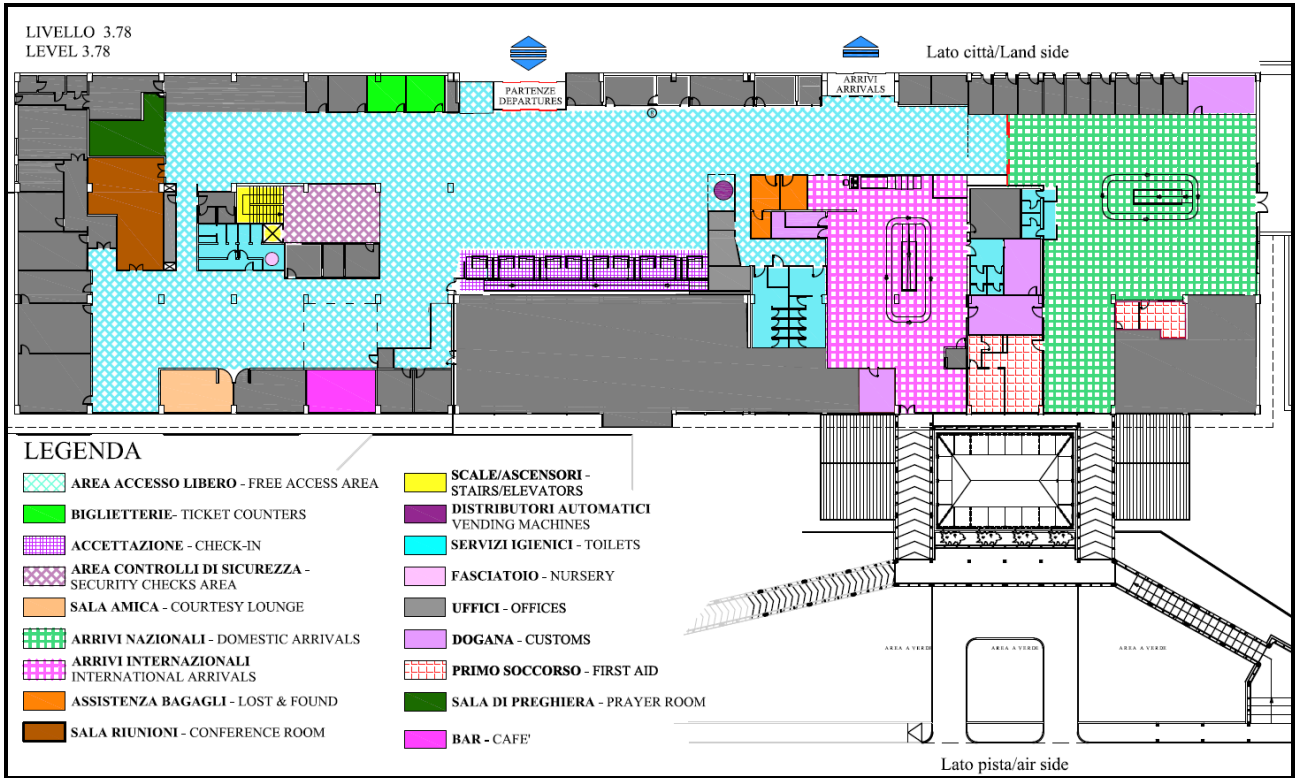 LIVELLO 3.78
LEVEL 3.78
Lato città/Land side
PARTENZE
DEPARTURES
ARRIVI
ARRIVALS
LEGENDA
AREA ACCESSO LIBERO - FREE ACCESS AREA
BIGLIETTERIE- TICKET COUNTERS
ACCETTAZIONE - CHECK-IN
AREA CONTROLLI DI SICUREZZA -
SECURITY CHECKS AREA
SALA AMICA - COURTESY LOUNGE
ARRIVI NAZIONALI - DOMESTIC ARRIVALS
ARRIVI INTERNAZIONALI
INTERNATIONAL ARRIVALS
ASSISTENZA BAGAGLI - LOST & FOUND
SALA RIUNIONI - CONFERENCE ROOM
SCALE/ASCENSORI -
STAIRS/ELEVATORS
DISTRIBUTORI AUTOMATICI
VENDING MACHINES
SERVIZI IGIENICI - TOILETS
FASCIATOIO - NURSERY
UFFICI - OFFICES
DOGANA - CUSTOMS
PRIMO SOCCORSO - FIRST AID
SALA DI PREGHIERA - PRAYER ROOM
BAR - CAFE'
AREA A VERDE
AREA A VERDE
AREA A VERDE
Lato pista/air side